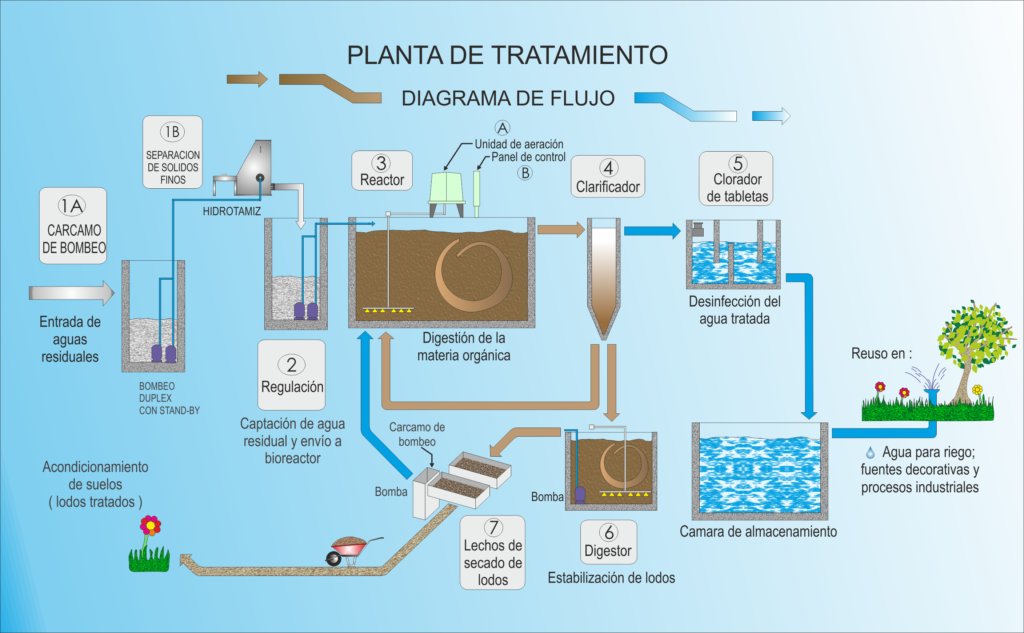 PLANTA DE TRATAMIENTO
DIAGRAMA DE FLUJO
1A
CARCAMO
DE BOMBEO
Entrada de
aguas
residuales
BOMBEO
DUPLEX
CON STAND-BY
1B
SEPARACION
DE SOLIDOS
FINOS
HIDROTAMIZ
2
Regulación
Captación de agua
residual y envío a
bioreactor
3
Reactor
A
Unidad de aeración
Panel de control
B
Digestión de la
materia orgánica
4
Clarificador
5
Clorador
de tabletas
Desinfección del
agua tratada
Reuso en :
Agua para riego;
fuentes decorativas y
procesos industriales
Camara de almacenamiento
Bomba
6
Digestor
Estabilización de lodos
Carcamo de
bombeo
Bomba
7
Lechos de
secado de
lodos
Acondicionamiento
de suelos
( lodos tratados )